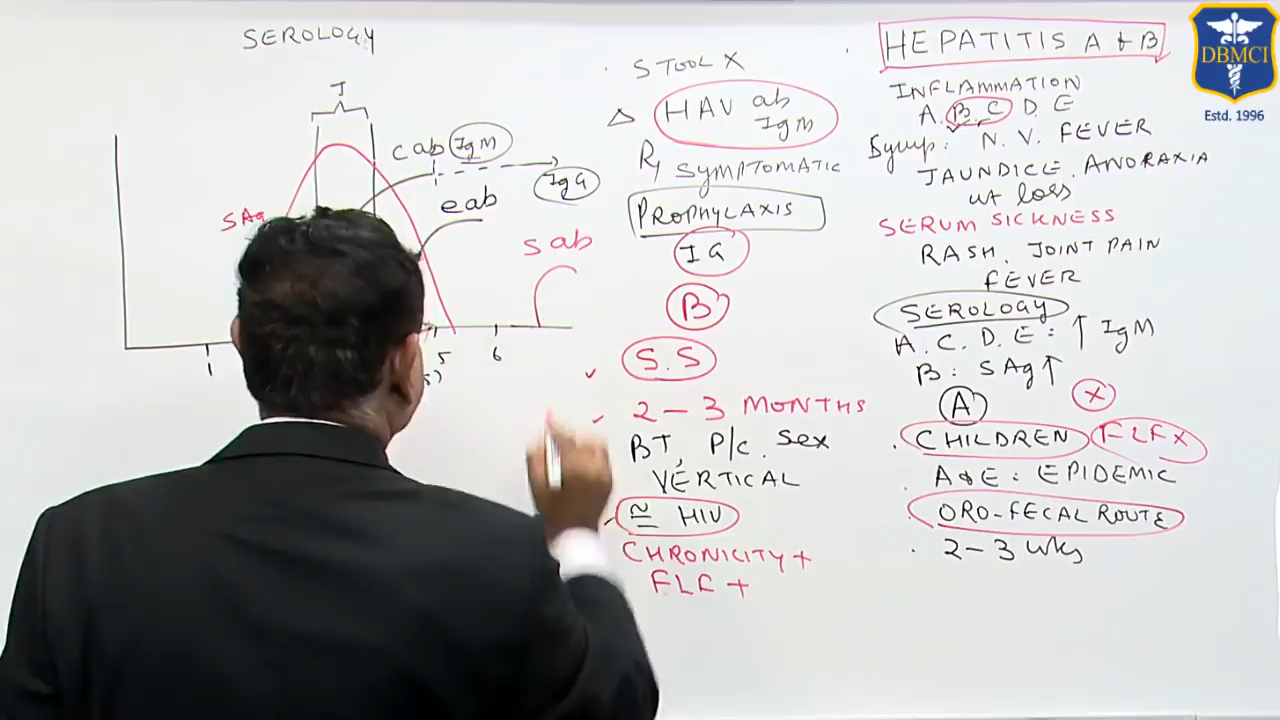 SEROLOGY
J
c ab IgM
IgG
e ab
SAg
s ab
1
5
6
STOOL X
△ HAV ab
IgM
Rx SYMPTOMATIC
PROPHYLAXIS
IG
B
S.S
2 - 3 MONTHS
BT, P/C. Sex
VERTICAL
≅ HIV
CHRONICITY +
FLF +
HEPATITIS A & B
INFLAMMATION
A. B. C. D. E
Symp: N. V. FEVER
JAUNDICE. ANORAXIA
wt loss
SERUM SICKNESS
RASH, JOINT PAIN
FEVER
SEROLOGY
A. C. D. E: ↑ IgM
B: SAg ↑
A X
CHILDREN FLF X
A & E: EPIDEMIC
ORO-FECAL ROUTE
2 - 3 wks
DBMCI
Estd. 1996